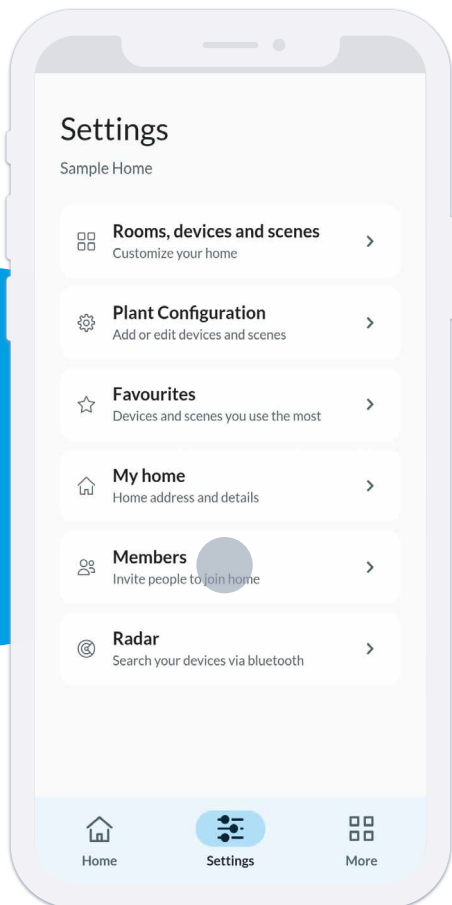 Settings
Sample Home
Rooms, devices and scenes
Customize your home
Plant Configuration
Add or edit devices and scenes
Favourites
Devices and scenes you use the most
My home
Home address and details
Members
Invite people to join home
Radar
Search your devices via bluetooth
Home
Settings
More